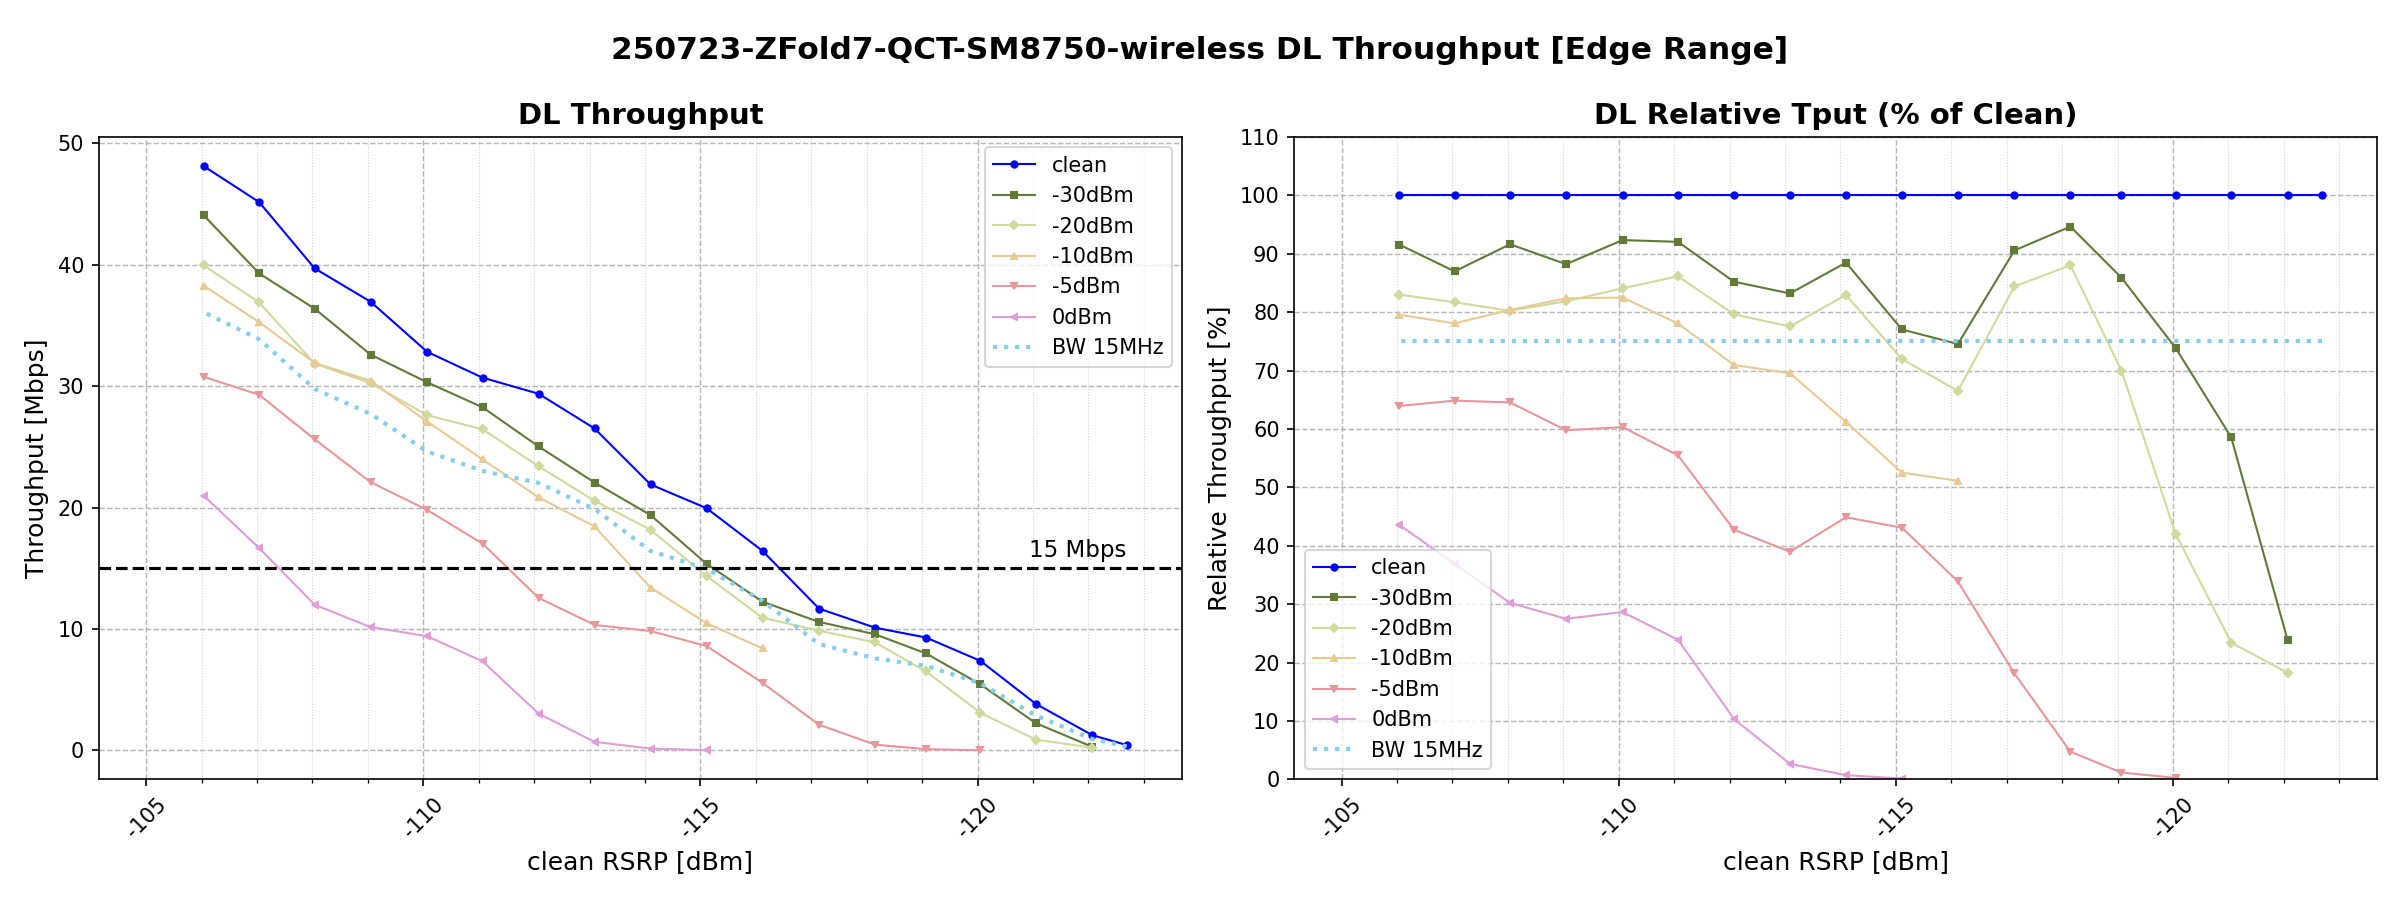 250723-ZFold7-QCT-SM8750-wireless DL Throughput [Edge Range]
DL Throughput
Throughput [Mbps]
50
40
30
20
10
0
clean
-30dBm
-20dBm
-10dBm
-5dBm
0dBm
BW 15MHz
15 Mbps
-105
-110
-115
-120
clean RSRP [dBm]
DL Relative Tput (% of Clean)
Relative Throughput [%]
110
100
90
80
70
60
50
40
30
20
10
0
clean
-30dBm
-20dBm
-10dBm
-5dBm
0dBm
BW 15MHz
-105
-110
-115
-120
clean RSRP [dBm]